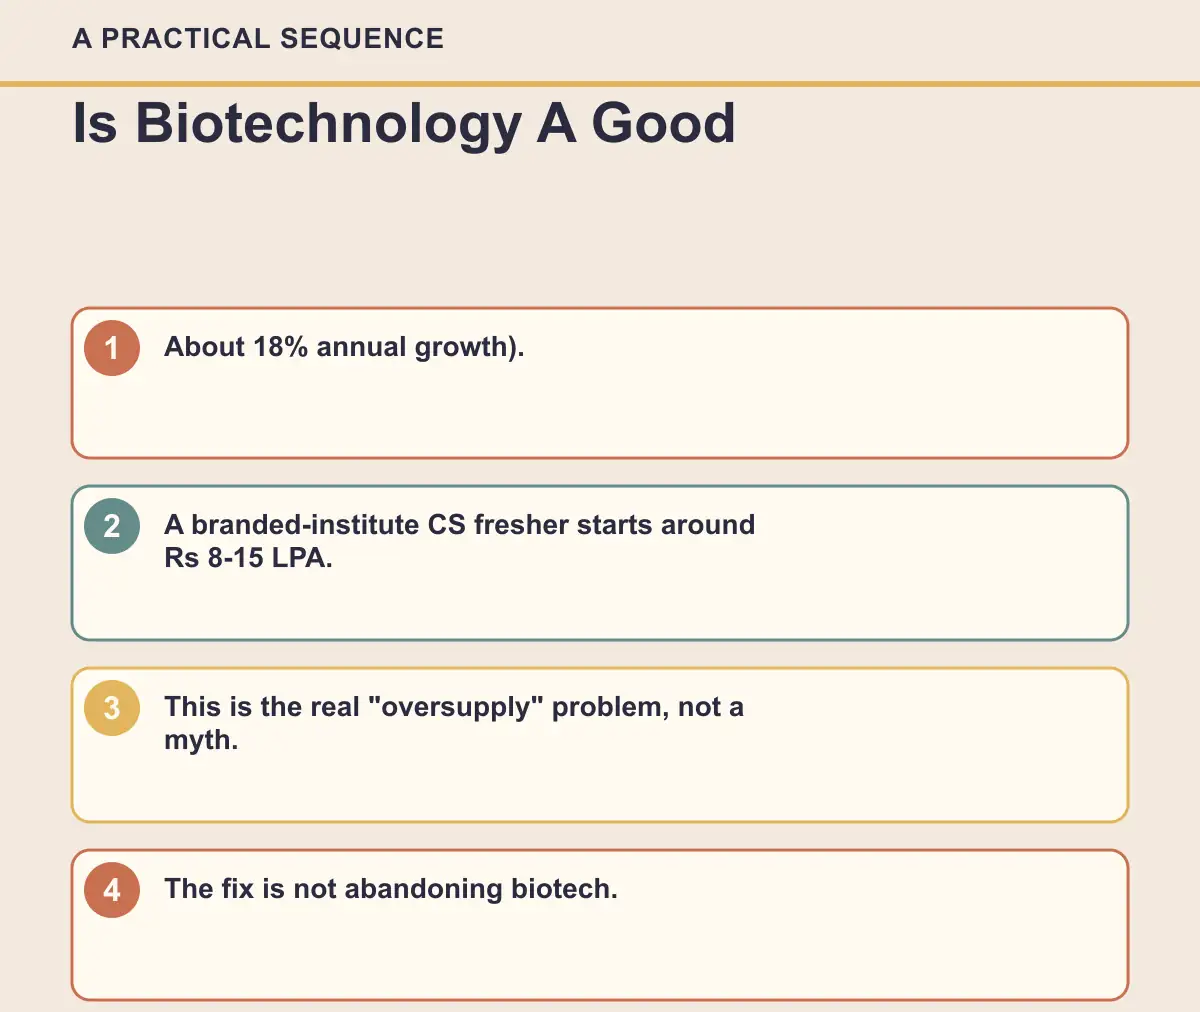 A PRACTICAL SEQUENCE
Is Biotechnology A Good
1
About 18% annual growth).
2
A branded-institute CS fresher starts around
Rs 8-15 LPA.
3
This is the real "oversupply" problem, not a
myth.
4
The fix is not abandoning biotech.